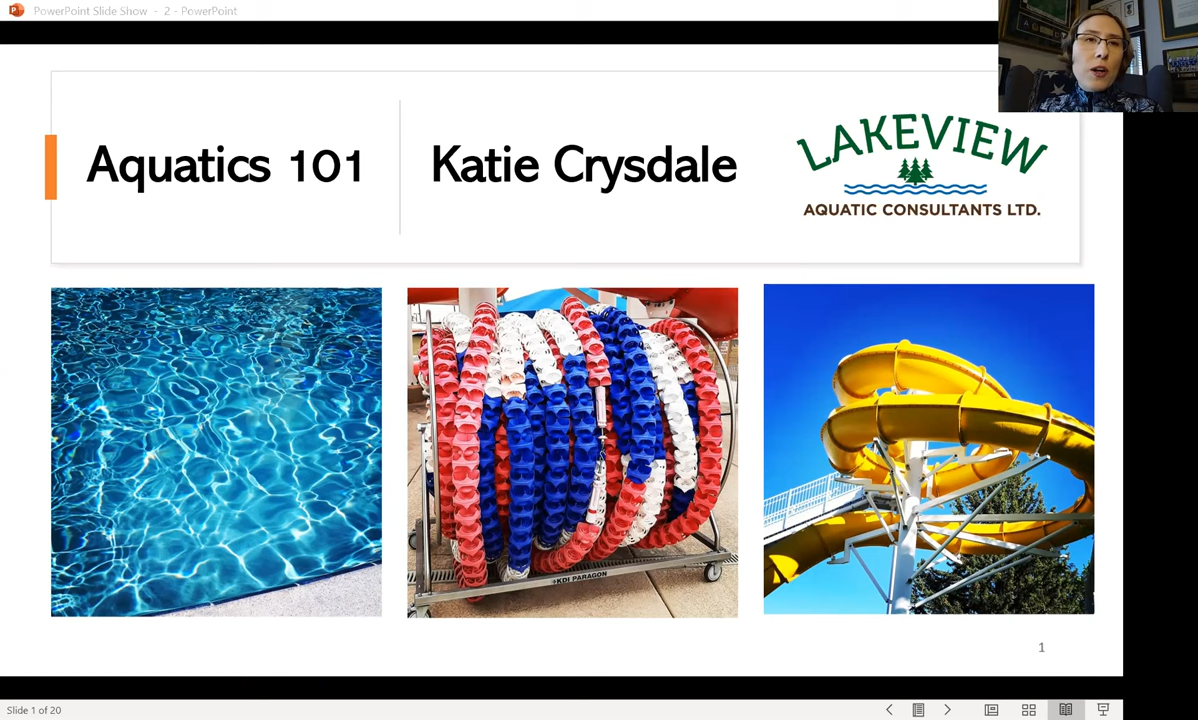 PowerPoint Slide Show - 2 - PowerPoint
Aquatics 101
Katie Crysdale
LAKEVIEW
AQUATIC CONSULTANTS LTD.
KDI PARAGON
1
Slide 1 of 20